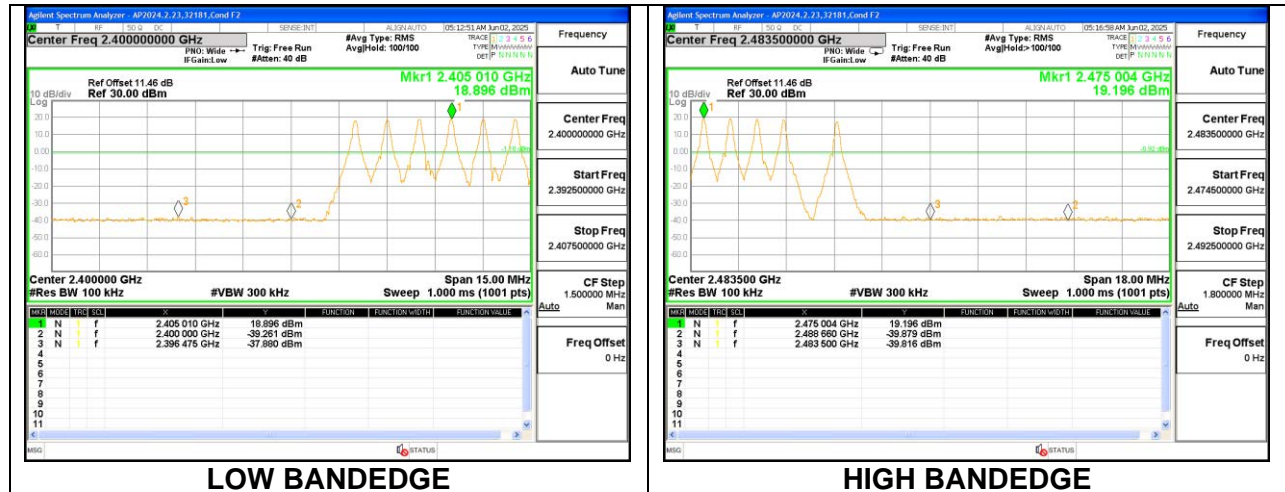 Agilent Spectrum Analyzer - AP2024.2.23,32181,Cond F2
T RF 50 Ω DC SENSE:INT ALIGN AUTO 05:12:51 AM Jun 02, 2025
Center Freq 2.400000000 GHz
#Avg Type: RMS
TRACE 1 2 3 4 5 6
PNO: Wide
Trig: Free Run
Avg|Hold: 100/100
TYPE M
IFGain:Low
#Atten: 40 dB
DET P N N N N N
Ref Offset 11.46 dB
Mkr1 2.405 010 GHz
10 dB/div Ref 30.00 dBm
18.896 dBm
Log
20.0
1
10.0
0.00
-10.0
-20.0
-30.0
3
2
-40.0
-50.0
-60.0
Center 2.400000 GHz
Span 15.00 MHz
#Res BW 100 kHz
#VBW 300 kHz
Sweep 1.000 ms (1001 pts)
MKR MODE TRC SCL X Y FUNCTION FUNCTION WIDTH FUNCTION VALUE
1 N 1 f 2.405 010 GHz 18.896 dBm
2 N 1 f 2.400 000 GHz -39.261 dBm
3 N 1 f 2.396 475 GHz -37.880 dBm
4
5
6
7
8
9
10
11
MSG
STATUS
Frequency
Auto Tune
Center Freq
2.400000000 GHz
Start Freq
2.392500000 GHz
Stop Freq
2.407500000 GHz
CF Step
1.500000 MHz
Auto Man
Freq Offset
0 Hz
LOW BANDEDGE
Agilent Spectrum Analyzer - AP2024.2.23,32181,Cond F2
T RF 50 Ω DC SENSE:INT ALIGN AUTO 05:16:58 AM Jun 02, 2025
Center Freq 2.483500000 GHz
#Avg Type: RMS
TRACE 1 2 3 4 5 6
PNO: Wide
Trig: Free Run
Avg|Hold:>100/100
TYPE M
IFGain:Low
#Atten: 40 dB
DET P N N N N N
Ref Offset 11.46 dB
Mkr1 2.475 004 GHz
10 dB/div Ref 30.00 dBm
19.196 dBm
Log
1
20.0
10.0
0.00
-0.92 dBm
-10.0
-20.0
-30.0
3
2
-40.0
-50.0
-60.0
Center 2.483500 GHz
Span 18.00 MHz
#Res BW 100 kHz
#VBW 300 kHz
Sweep 1.000 ms (1001 pts)
MKR MODE TRC SCL X Y FUNCTION FUNCTION WIDTH FUNCTION VALUE
1 N 1 f 2.475 004 GHz 19.196 dBm
2 N 1 f 2.488 660 GHz -39.879 dBm
3 N 1 f 2.483 500 GHz -39.816 dBm
4
5
6
7
8
9
10
11
MSG
STATUS
Frequency
Auto Tune
Center Freq
2.483500000 GHz
Start Freq
2.474500000 GHz
Stop Freq
2.492500000 GHz
CF Step
1.800000 MHz
Auto Man
Freq Offset
0 Hz
HIGH BANDEDGE